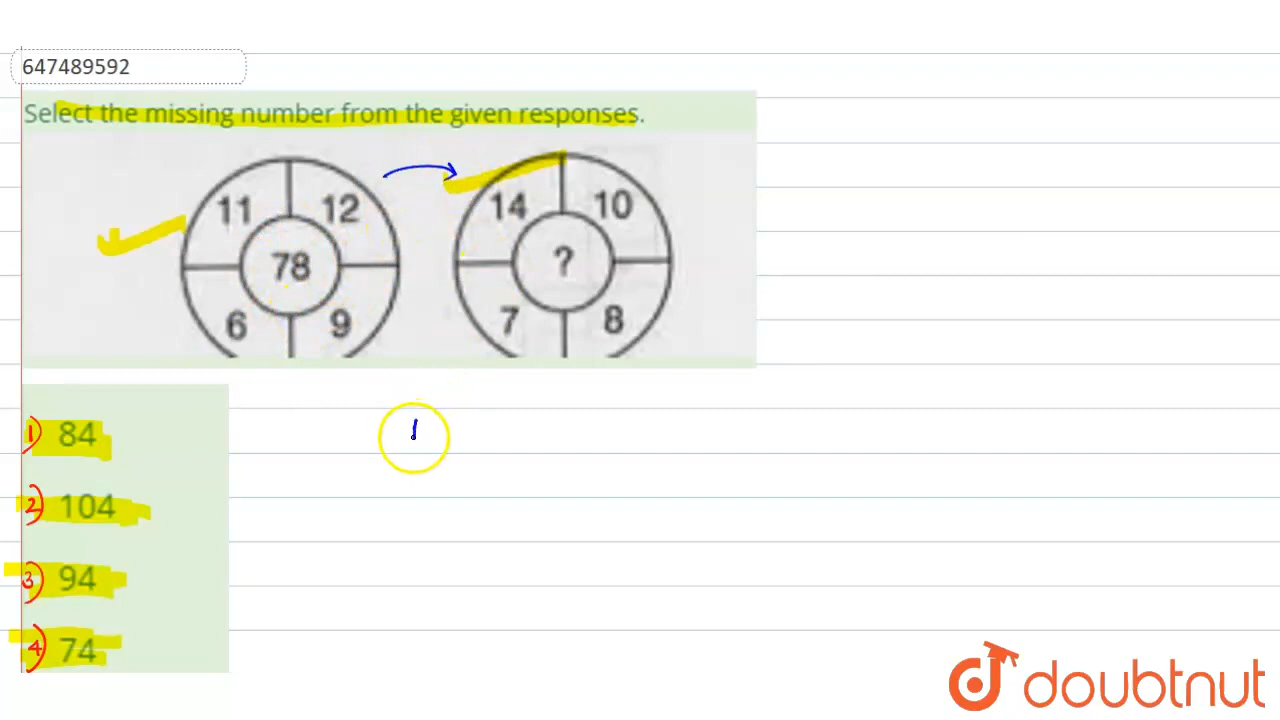 647489592
Select the missing number from the given responses.
11 12 14 10
78 ?
6 9 7 8
1) 84
2) 104
3) 94
4) 74
doubtnut